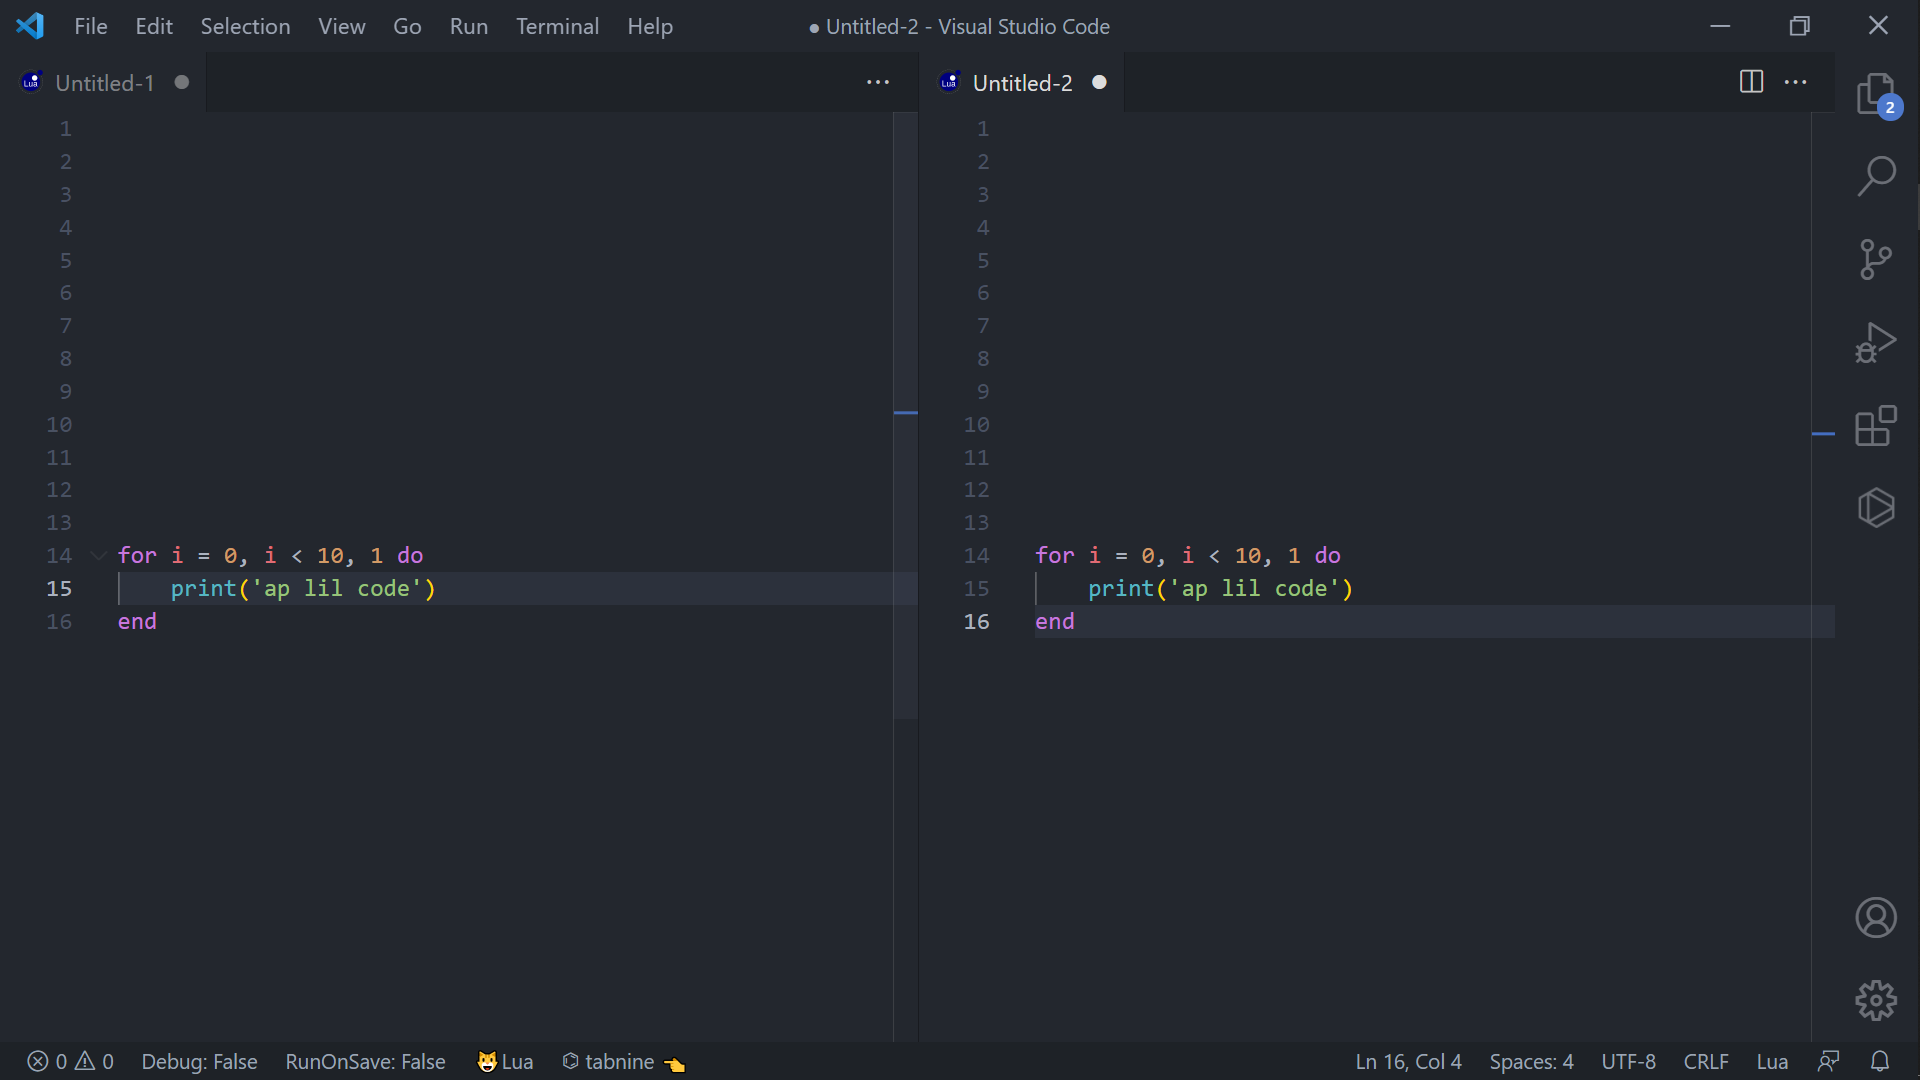 File Edit Selection View Go Run Terminal Help
● Untitled-2 - Visual Studio Code
Lua Untitled-1 ●
1
2
3
4
5
6
7
8
9
10
11
12
13
14 for i = 0, i < 10, 1 do
15     print('ap lil code')
16 end
Lua Untitled-2 ●
1
2
3
4
5
6
7
8
9
10
11
12
13
14 for i = 0, i < 10, 1 do
15     print('ap lil code')
16 end
2
0 0 Debug: False RunOnSave: False 😺Lua tabnine 👈 Ln 16, Col 4 Spaces: 4 UTF-8 CRLF Lua